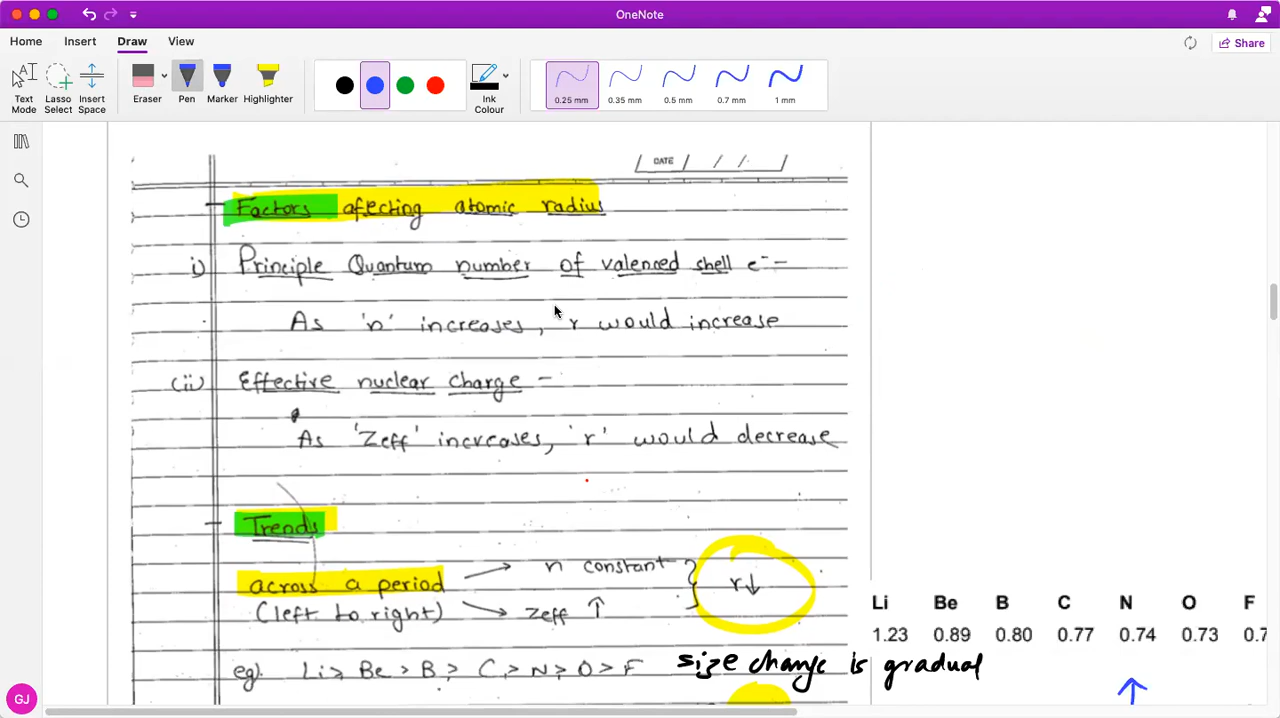 OneNote
Home Insert Draw View
Share
Text Mode
Lasso Select
Insert Space
Eraser
Pen
Marker
Highlighter
Ink Colour
0.25 mm
0.35 mm
0.5 mm
0.7 mm
1 mm
DATE / /
Factors afecting atomic radius
i) Principle Quantum number of valenced shell e⁻ -
As 'n' increases, 'r would increase
(ii) Effective nuclear charge -
As 'Zeff' increases, 'r' would decrease
Trends
across a period → n constant } r↓
(left to right) → Zeff ↑
Li Be B C N O F
1.23 0.89 0.80 0.77 0.74 0.73 0.7
eg. Li > Be > B > C > N > O > F size change is gradual
GJ